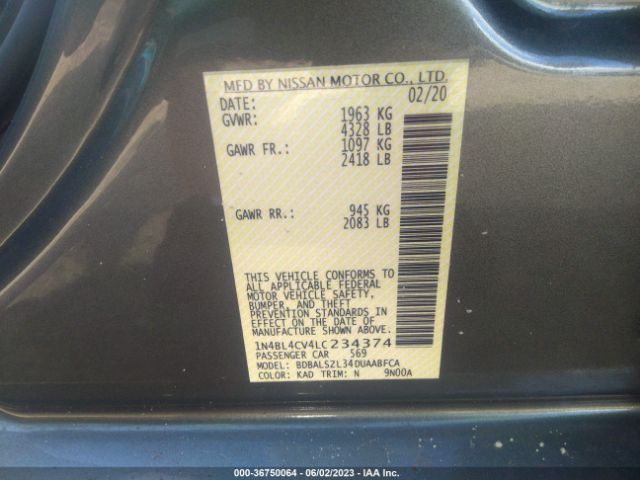 MFD BY NISSAN MOTOR CO., LTD.
DATE: 02/20
GVWR: 1963 KG
4328 LB
GAWR FR.: 1097 KG
2418 LB
GAWR RR.: 945 KG
2083 LB
THIS VEHICLE CONFORMS TO
ALL APPLICABLE FEDERAL
MOTOR VEHICLE SAFETY,
BUMPER, AND THEFT
PREVENTION STANDARDS IN
EFFECT ON THE DATE OF
MANUFACTURE SHOWN ABOVE.
1N4BL4CV4LC234374
PASSENGER CAR 569
MODEL: BDBALSZL34DUAABFCA
COLOR: KAD TRIM: N 9N00A
000-36750064 - 06/02/2023 - IAA Inc.